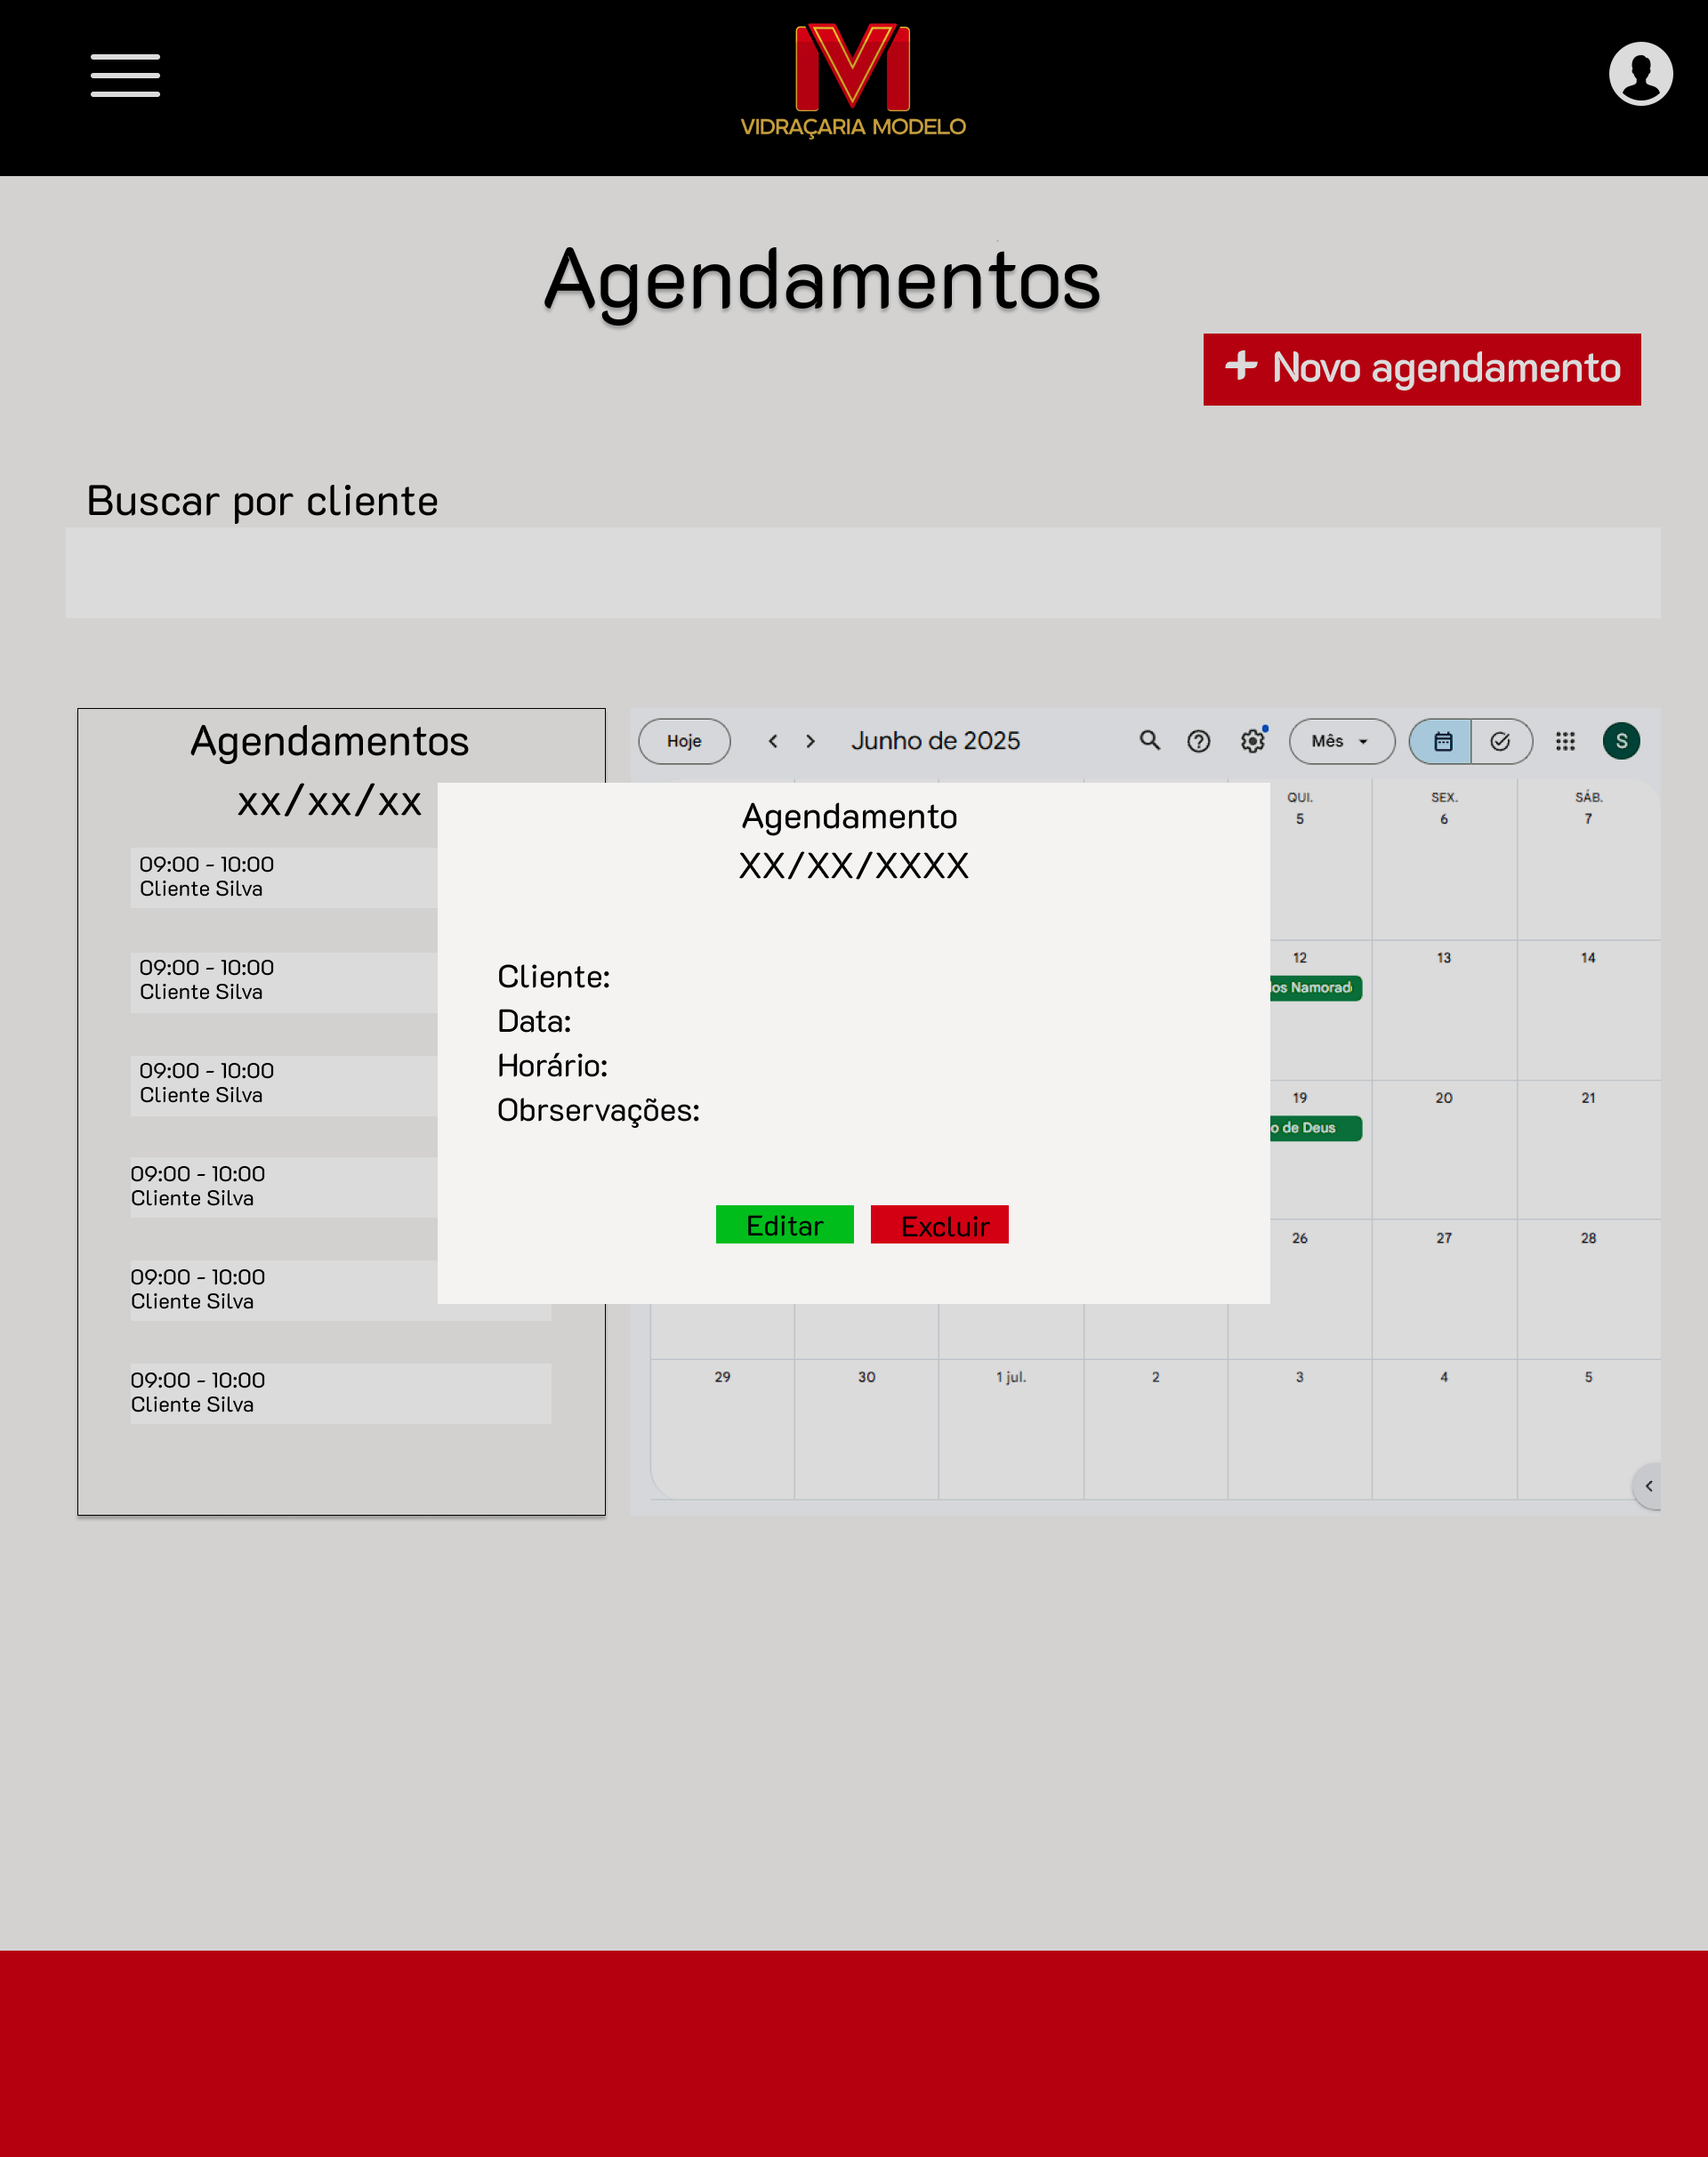 VIDRAÇARIA MODELO
Agendamentos
+ Novo agendamento
Buscar por cliente
Agendamentos
xx/xx/xx
09:00 - 10:00
Cliente Silva
09:00 - 10:00
Cliente Silva
09:00 - 10:00
Cliente Silva
09:00 - 10:00
Cliente Silva
09:00 - 10:00
Cliente Silva
09:00 - 10:00
Cliente Silva
Hoje
Junho de 2025
Mês
S
QUI. SEX. SÁB.
5 6 7
12 13 14
los Namorad
19 20 21
o de Deus
26 27 28
29 30 1 jul. 2 3 4 5
Agendamento
XX/XX/XXXX
Cliente:
Data:
Horário:
Obrservações:
Editar Excluir